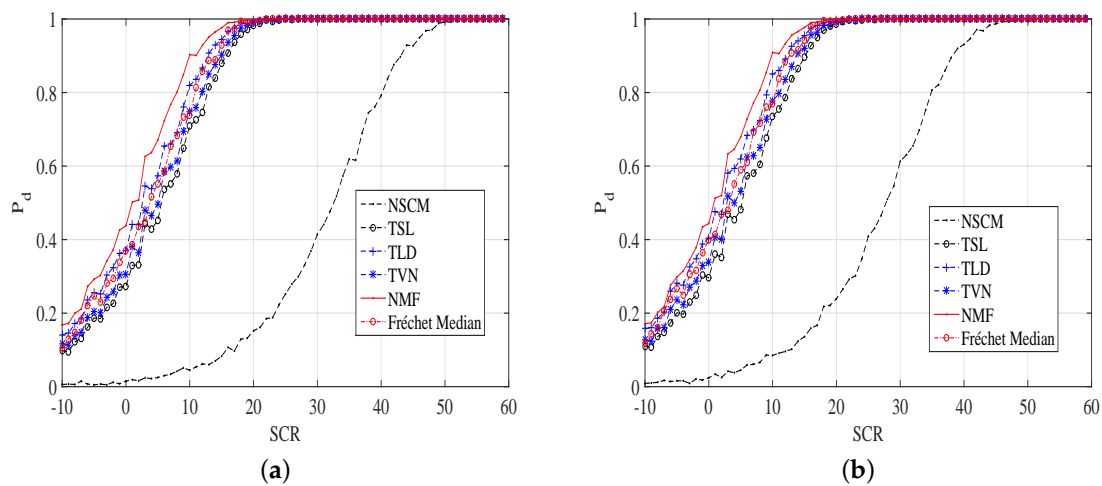 1
0.8
0.6
0.4
0.2
0
P_d
-10 0 10 20 30 40 50 60
SCR
NSCM
TSL
TLD
TVN
NMF
Fréchet Median
(a)
1
0.8
0.6
0.4
0.2
0
P_d
-10 0 10 20 30 40 50 60
SCR
NSCM
TSL
TLD
TVN
NMF
Fréchet Median
(b)